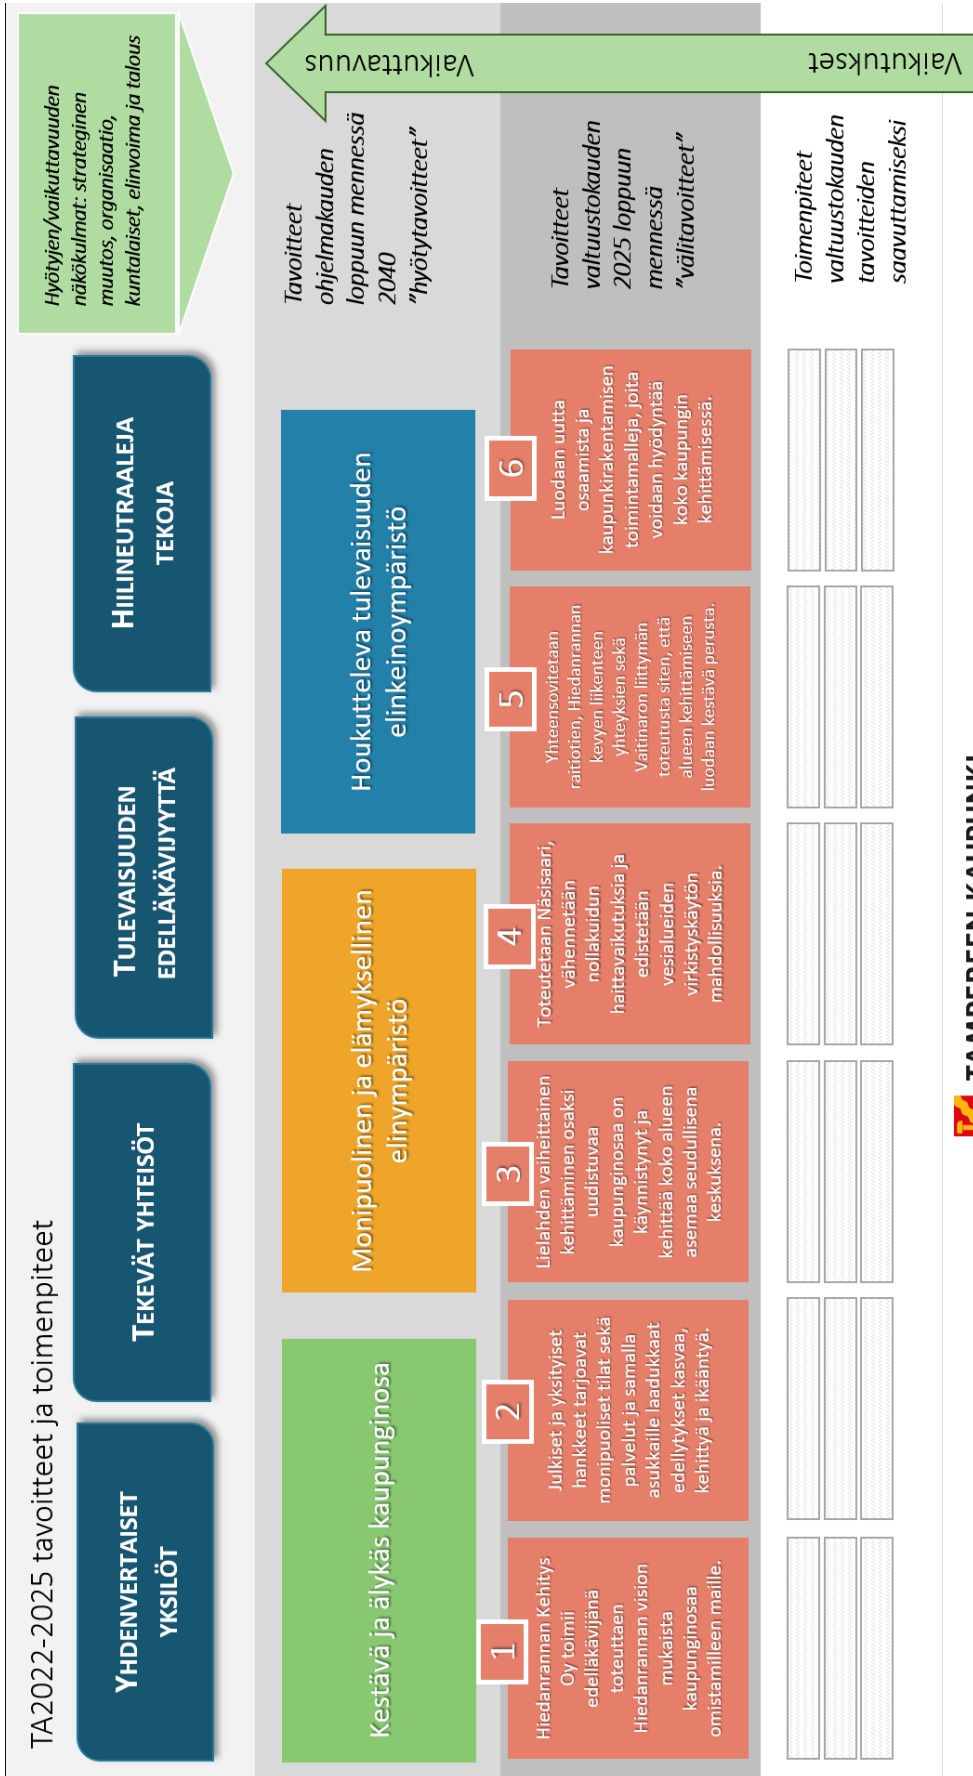 TA2022-2025 tavoitteet ja toimenpiteet
YHDENVERTAISET
YKSILÖT
TEKEVÄT YHTEISÖT
TULEVAISUUDEN
EDELLÄKÄVIJYYTTÄ
HIILINEUTRAALEJA
TEKOJA
Hyötyjen/vaikuttavuuden
näkökulmat: strateginen
muutos, organisaatio,
kuntalaiset, elinvoima ja talous
Kestävä ja älykäs kaupunginosa
Monipuolinen ja elämyksellinen
elinympäristö
Houkutteleva tulevaisuuden
elinkeinoympäristö
Tavoitteet
ohjelmakauden
loppuun mennessä
2040
”hyötytavoitteet”
Vaikuttavuus
1
Hiedanrannan Kehitys
Oy toimii
edelläkävijänä
toteuttaen
Hiedanrannan vision
mukaista
kaupunginosaa
omistamilleen maille.
2
Julkiset ja yksityiset
hankkeet tarjoavat
monipuoliset tilat sekä
palvelut ja samalla
asukkaille laadukkaat
edellytykset kasvaa,
kehittyä ja ikääntyä.
3
Lielahden vaiheittainen
kehittäminen osaksi
uudistuvaa
kaupunginosaa on
käynnistynyt ja
kehittää koko alueen
asemaa seudullisena
keskuksena.
4
Toteutetaan Näsisaari,
vähennetään
nollakuidun
haittavaikutuksia ja
edistetään
vesialueiden
virkistyskäytön
mahdollisuuksia.
5
Yhteensovitetaan
raitiotien, Hiedanrannan
kevyen liikenteen
yhteyksien sekä
Vaitinaron liittymän
toteutusta siten, että
alueen kehittämiseen
luodaan kestävä perusta.
6
Luodaan uutta
osaamista ja
kaupunkirakentamisen
toimintamalleja, joita
voidaan hyödyntää
koko kaupungin
kehittämisessä.
Tavoitteet
valtuustokauden
2025 loppuun
mennessä
”välitavoitteet”
Toimenpiteet
valtuustokauden
tavoitteiden
saavuttamiseksi
Vaikutukset
TAMPEREEN KAUPUNKI